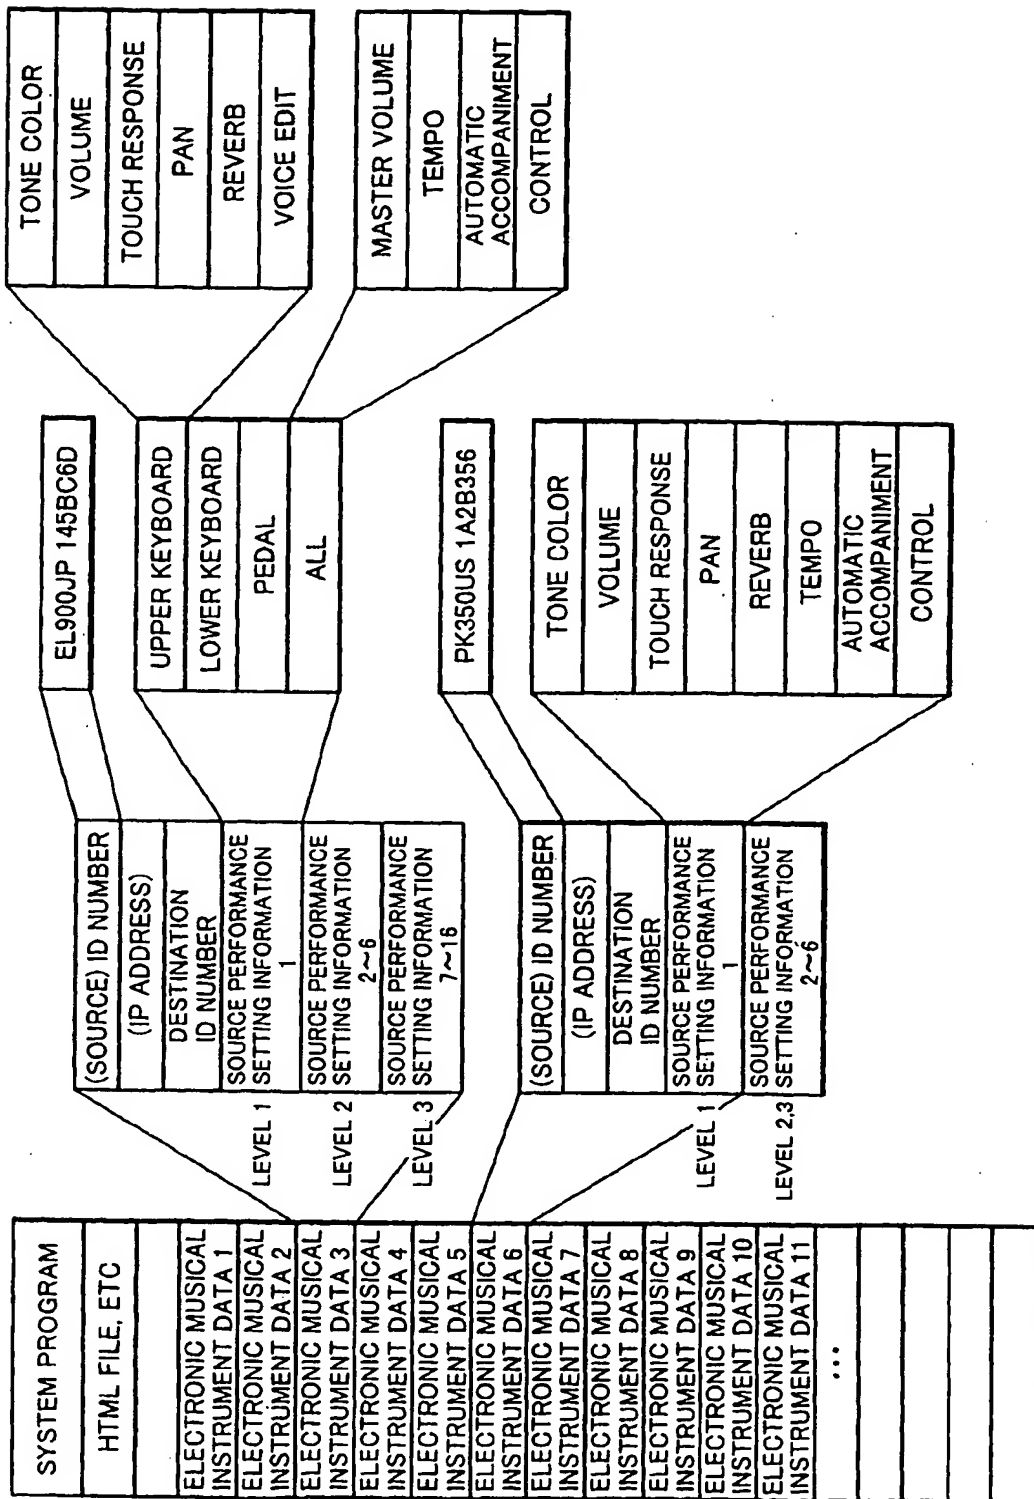 SYSTEM PROGRAM
HTML FILE, ETC
ELECTRONIC MUSICAL
INSTRUMENT DATA 1
ELECTRONIC MUSICAL
INSTRUMENT DATA 2
ELECTRONIC MUSICAL
INSTRUMENT DATA 3
ELECTRONIC MUSICAL
INSTRUMENT DATA 4
ELECTRONIC MUSICAL
INSTRUMENT DATA 5
ELECTRONIC MUSICAL
INSTRUMENT DATA 6
ELECTRONIC MUSICAL
INSTRUMENT DATA 7
ELECTRONIC MUSICAL
INSTRUMENT DATA 8
ELECTRONIC MUSICAL
INSTRUMENT DATA 9
ELECTRONIC MUSICAL
INSTRUMENT DATA 10
ELECTRONIC MUSICAL
INSTRUMENT DATA 11
...
(SOURCE) ID NUMBER
(IP ADDRESS)
DESTINATION
ID NUMBER
LEVEL 1
SOURCE PERFORMANCE
SETTING INFORMATION
1
LEVEL 2
SOURCE PERFORMANCE
SETTING INFORMATION
2~6
LEVEL 3
SOURCE PERFORMANCE
SETTING INFORMATION
7~16
(SOURCE) ID NUMBER
(IP ADDRESS)
DESTINATION
ID NUMBER
LEVEL 1
SOURCE PERFORMANCE
SETTING INFORMATION
1
LEVEL 2,3
SOURCE PERFORMANCE
SETTING INFORMATION
2~6
EL900JP 145BC6D
UPPER KEYBOARD
LOWER KEYBOARD
PEDAL
ALL
PK350US 1A2B356
TONE COLOR
VOLUME
TOUCH RESPONSE
PAN
REVERB
TEMPO
AUTOMATIC
ACCOMPANIMENT
CONTROL
TONE COLOR
VOLUME
TOUCH RESPONSE
PAN
REVERB
VOICE EDIT
MASTER VOLUME
TEMPO
AUTOMATIC
ACCOMPANIMENT
CONTROL